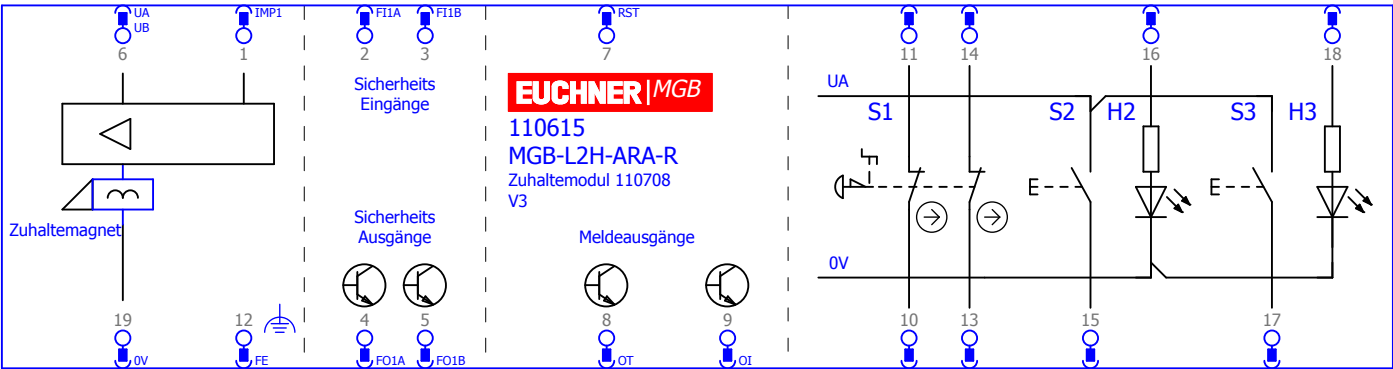 UA
UB
IMP1
FI1A
FI1B
RST
6
1
2
3
7
11
14
16
18
Sicherheits
Eingänge
EUCHNER MGB
110615
MGB-L2H-ARA-R
Zuhaltemodul 110708
V3
UA
S1
S2
H2
S3
H3
Zuhaltemagnet
Sicherheits
Ausgänge
Meldeausgänge
0V
19
12
4
5
8
9
10
13
15
17
0V
FE
FO1A
FO1B
OT
OI